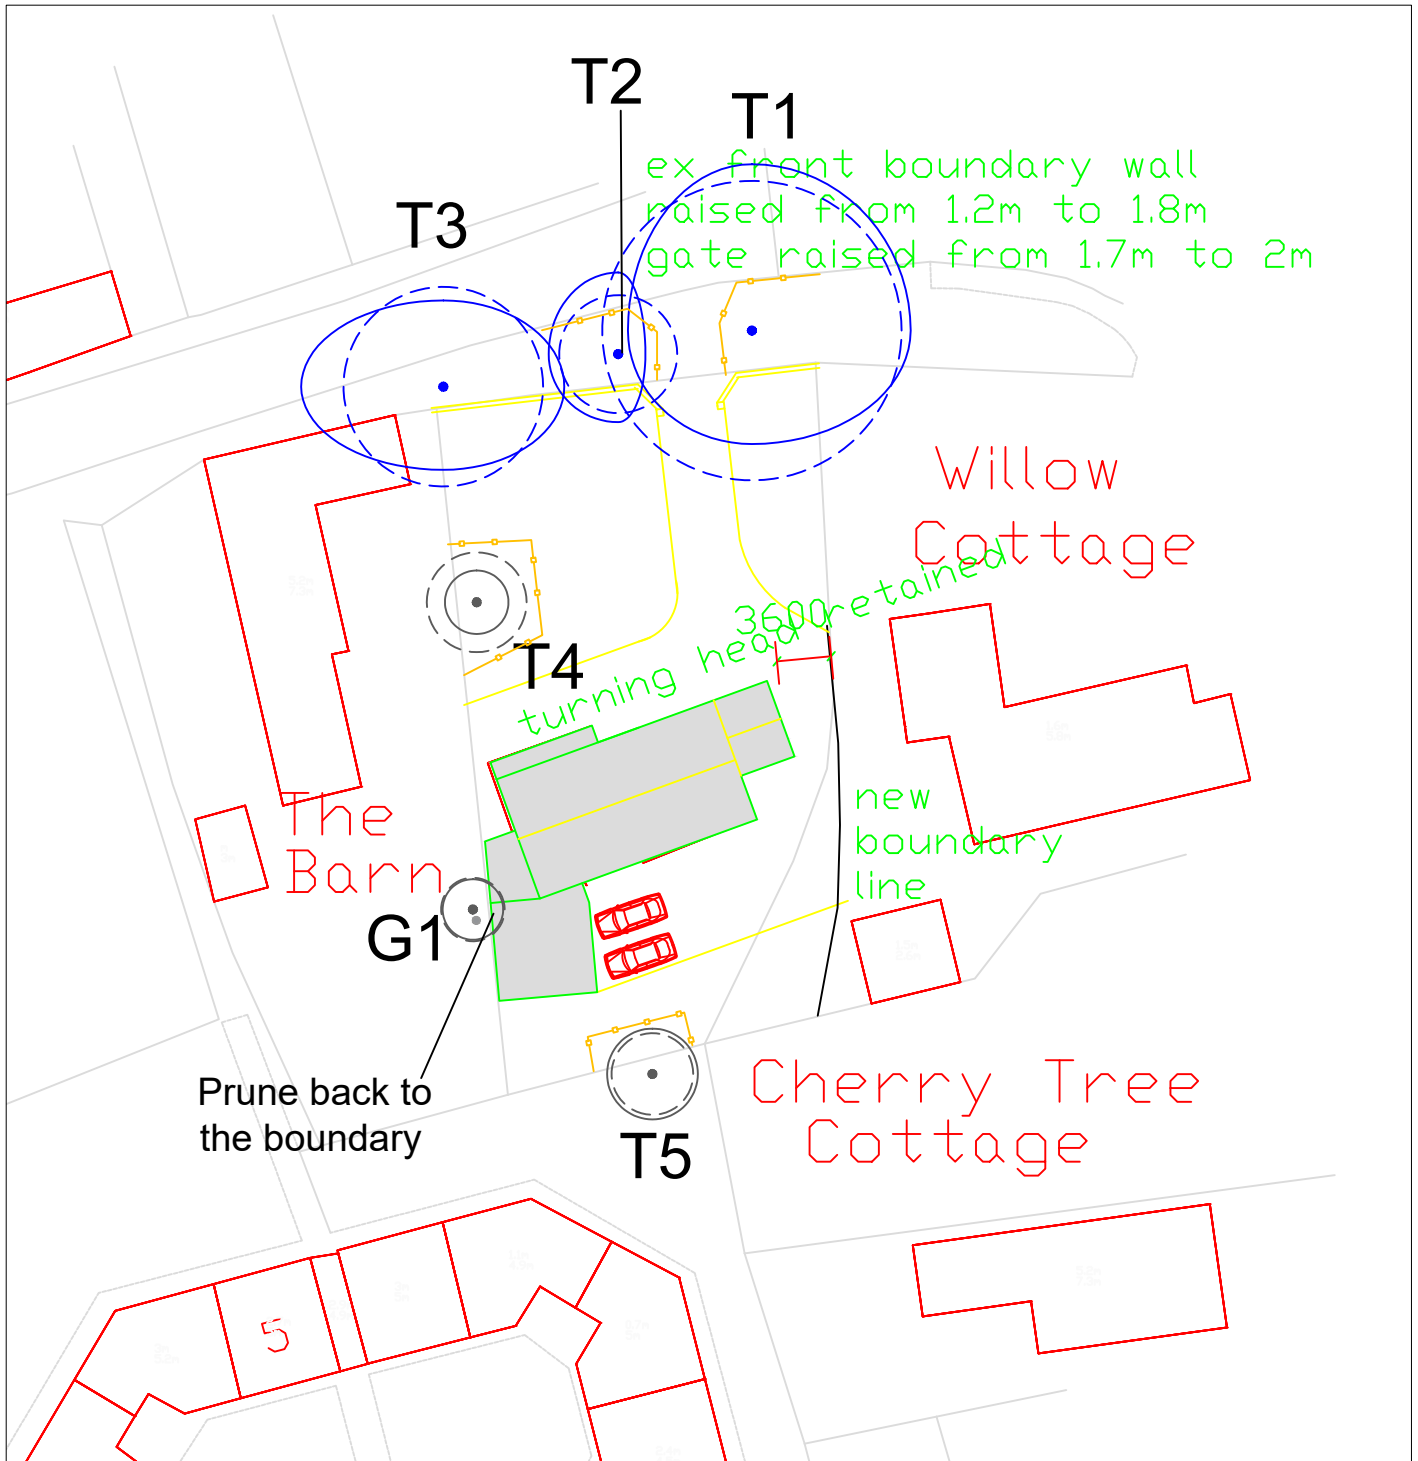 T2
T1
ex front boundary wall
raised from 1.2m to 1.8m
gate raised from 1.7m to 2m
T3
Willow
Cottage
3600
turning head retained
T4
new
boundary
line
The
Barn
G1
Prune back to
the boundary
T5
Cherry Tree
Cottage
5